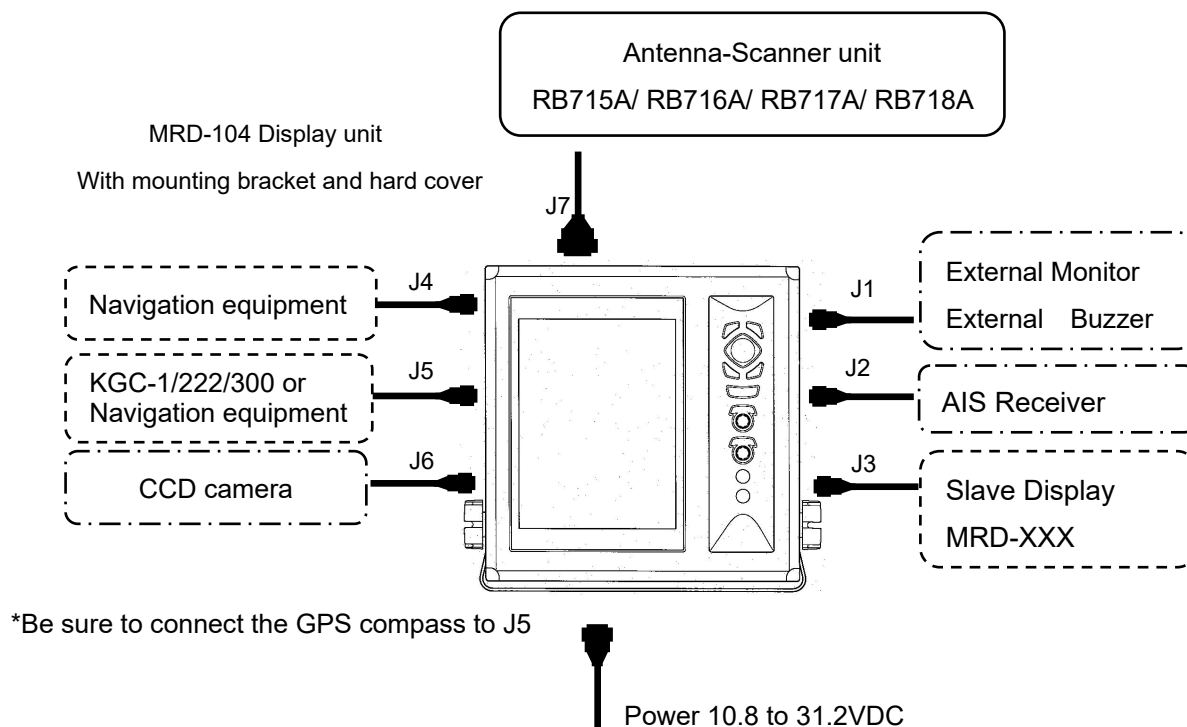 Antenna-Scanner unit
RB715A/ RB716A/ RB717A/ RB718A
MRD-104 Display unit
With mounting bracket and hard cover
J7
J4
Navigation equipment
J5
KGC-1/222/300 or
Navigation equipment
J6
CCD camera
J1
External Monitor
External Buzzer
J2
AIS Receiver
J3
Slave Display
MRD-XXX
*Be sure to connect the GPS compass to J5
Power 10.8 to 31.2VDC